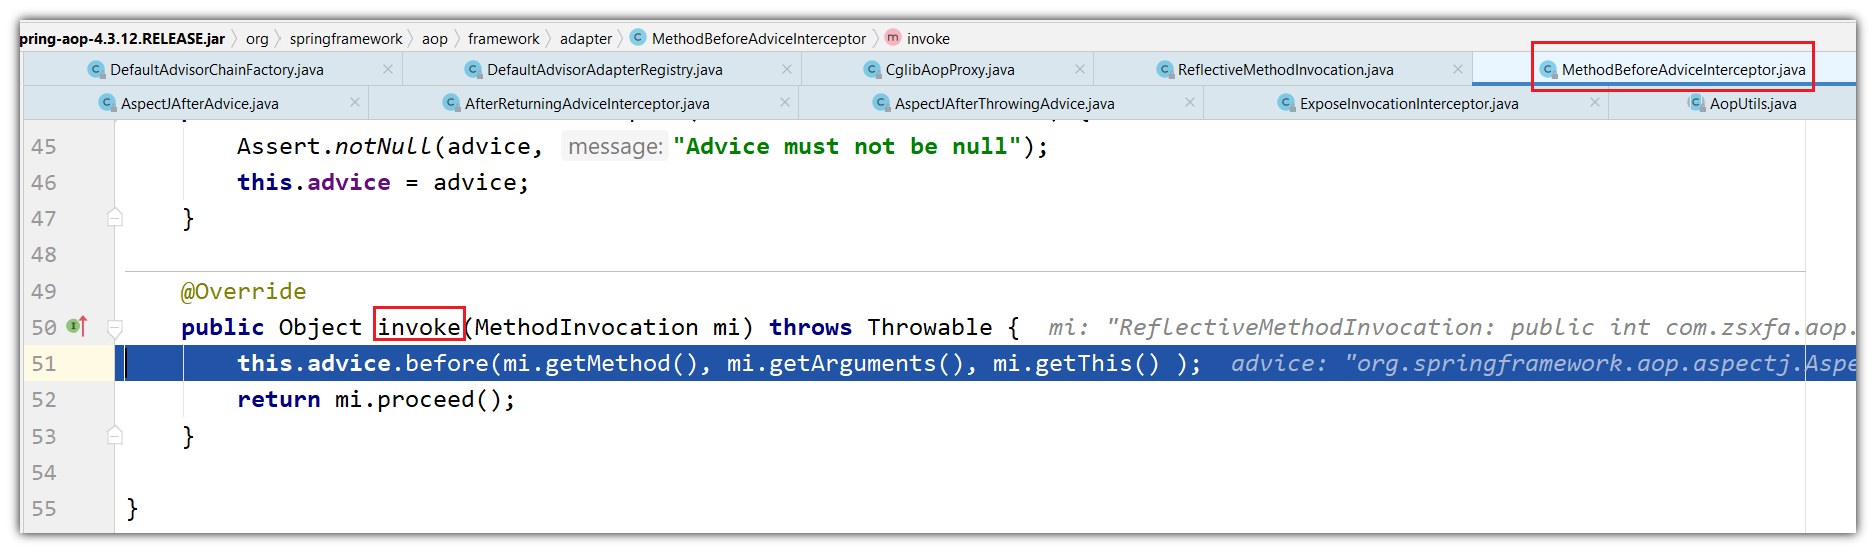 pring-aop-4.3.12.RELEASE.jar org springframework aop framework adapter C MethodBeforeAdviceInterceptor m invoke
C DefaultAdvisorChainFactory.java C DefaultAdvisorAdapterRegistry.java C CglibAopProxy.java C ReflectiveMethodInvocation.java C MethodBeforeAdviceInterceptor.java
C AspectJAfterAdvice.java C AfterReturningAdviceInterceptor.java C AspectJAfterThrowingAdvice.java C ExposeInvocationInterceptor.java C AopUtils.java
45 Assert.notNull(advice, message: "Advice must not be null");
46 this.advice = advice;
47 }
48
49 @Override
50 public Object invoke(MethodInvocation mi) throws Throwable { mi: "ReflectiveMethodInvocation: public int com.zsxfa.aop.
51 this.advice.before(mi.getMethod(), mi.getArguments(), mi.getThis() ); advice: "org.springframework.aop.aspectj.Aspe
52 return mi.proceed();
53 }
54
55 }